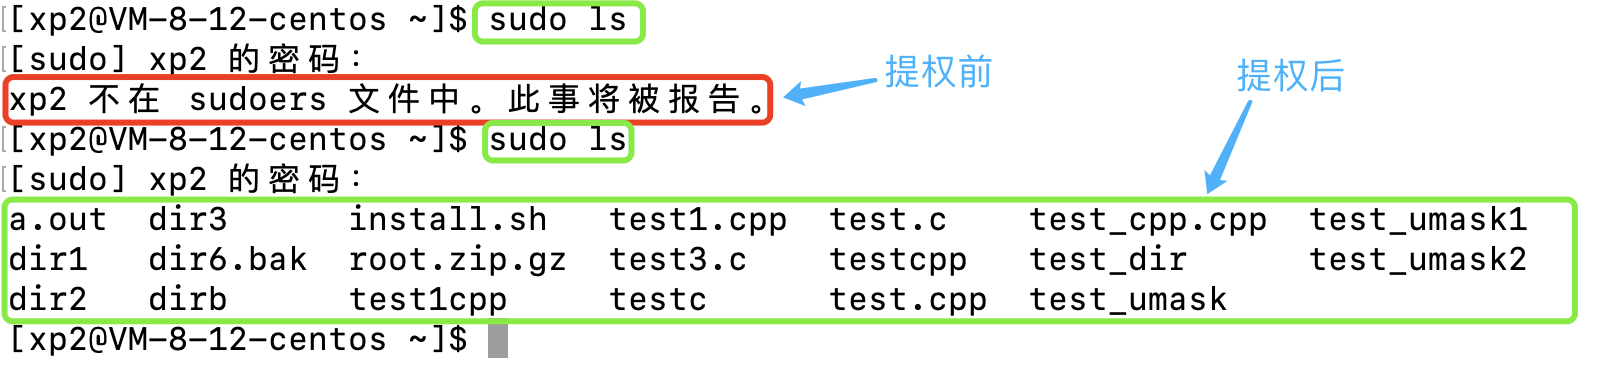 [xp2@VM-8-12-centos ~]$ sudo ls
[sudo] xp2 的密码：
xp2 不在 sudoers 文件中。此事将被报告。
提权前
提权后
[xp2@VM-8-12-centos ~]$ sudo ls
[sudo] xp2 的密码：
a.out  dir3  install.sh  test1.cpp  test.c  test_cpp.cpp  test_umask1
dir1  dir6.bak  root.zip.gz  test3.c  testcpp  test_dir  test_umask2
dir2  dirb  test1cpp  testc  test.cpp  test_umask
[xp2@VM-8-12-centos ~]$